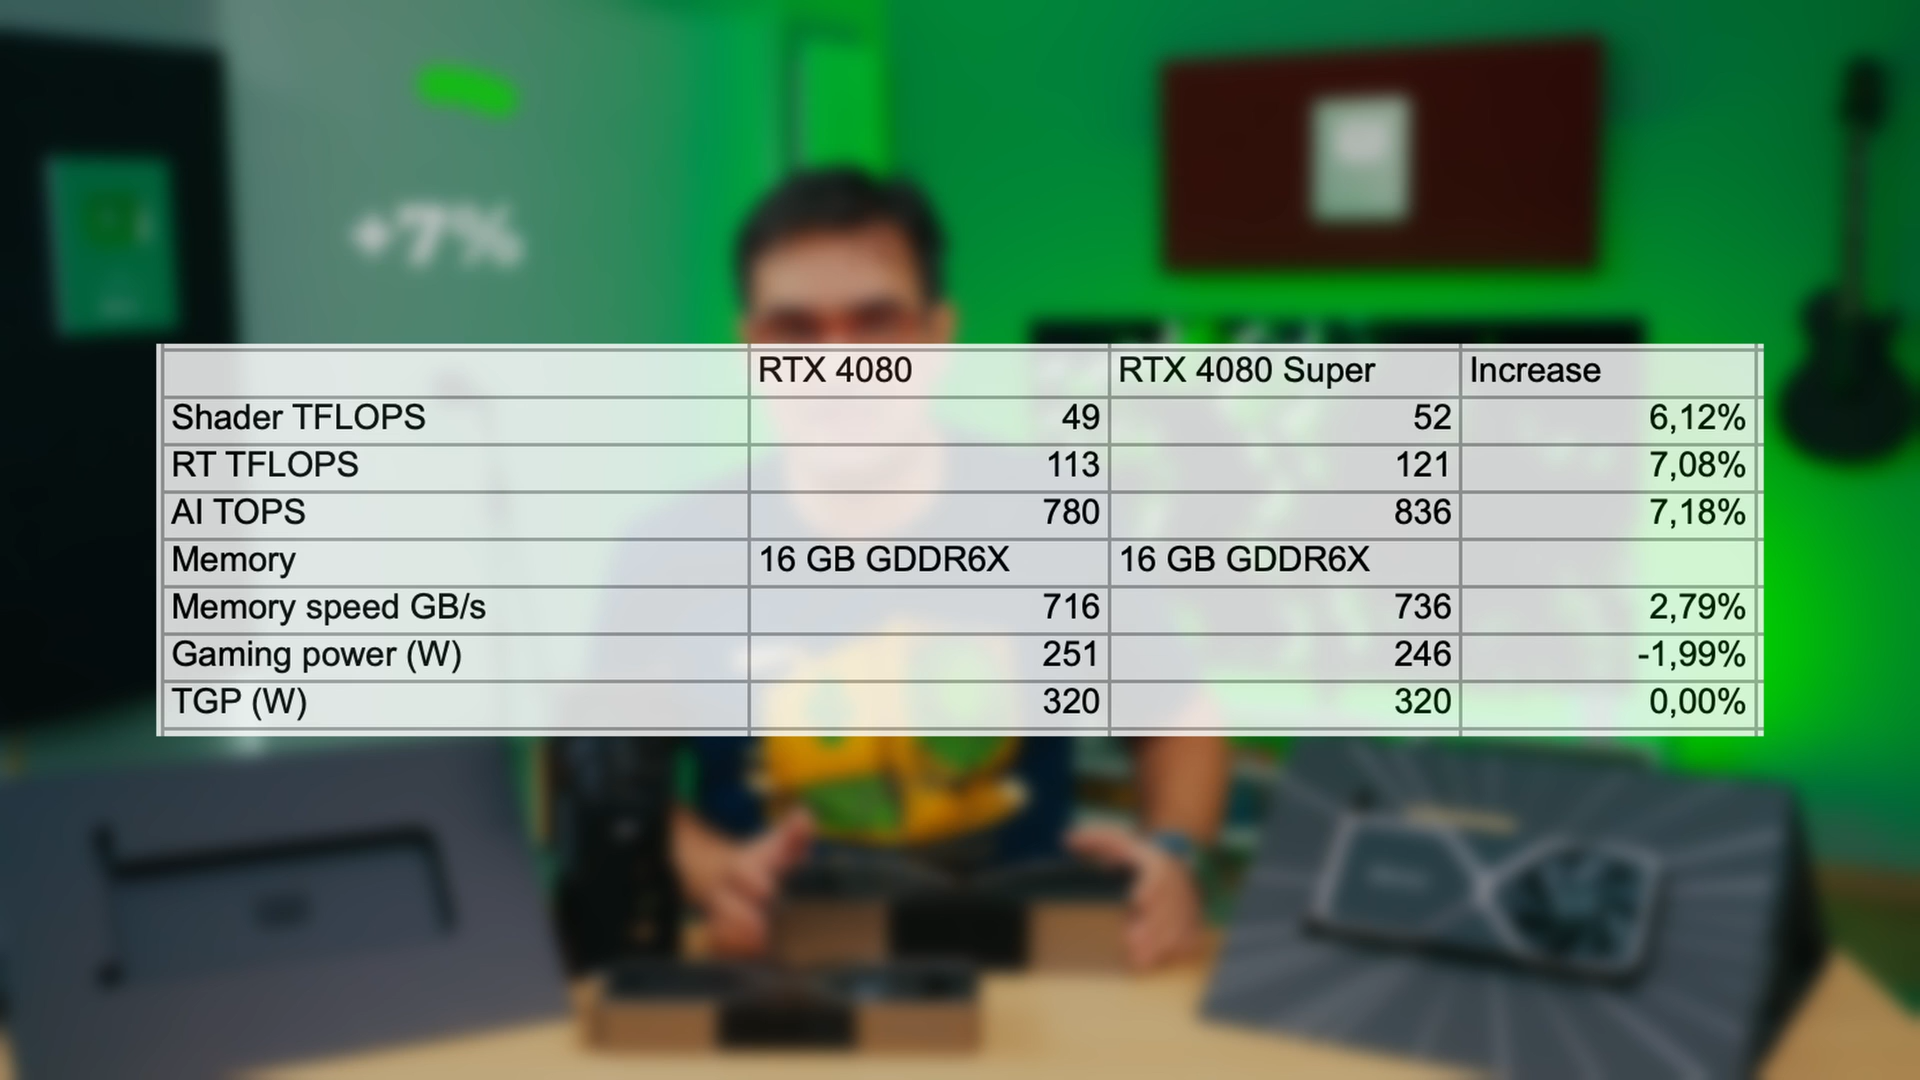 +7%
RTX 4080 RTX 4080 Super Increase
Shader TFLOPS 49 52 6,12%
RT TFLOPS 113 121 7,08%
AI TOPS 780 836 7,18%
Memory 16 GB GDDR6X 16 GB GDDR6X
Memory speed GB/s 716 736 2,79%
Gaming power (W) 251 246 -1,99%
TGP (W) 320 320 0,00%